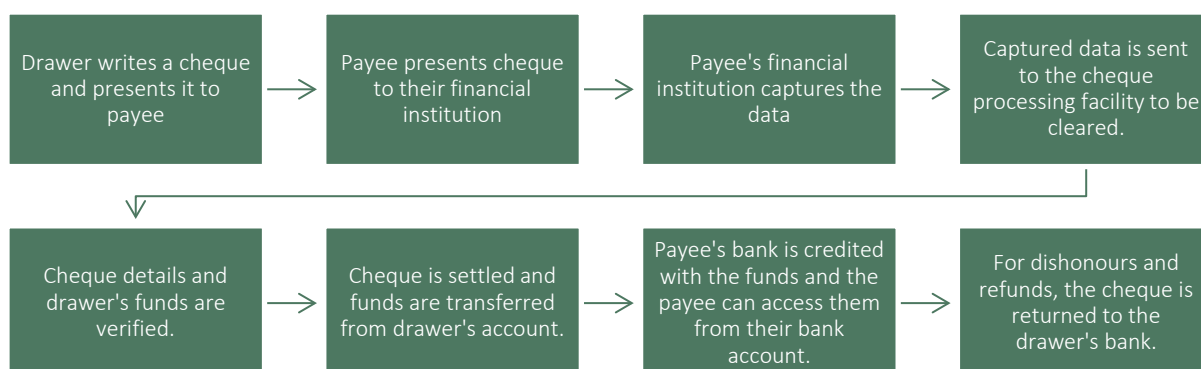 Drawer writes a cheque
and presents it to
payee
Payee presents cheque
to their financial
institution
Payee's financial
institution captures the
data
Captured data is sent
to the cheque
processing facility to be
cleared.
Cheque details and
drawer's funds are
verified.
Cheque is settled and
funds are transferred
from drawer's account.
Payee's bank is credited
with the funds and the
payee can access them
from their bank
account.
For dishonours and
refunds, the cheque is
returned to the
drawer's bank.